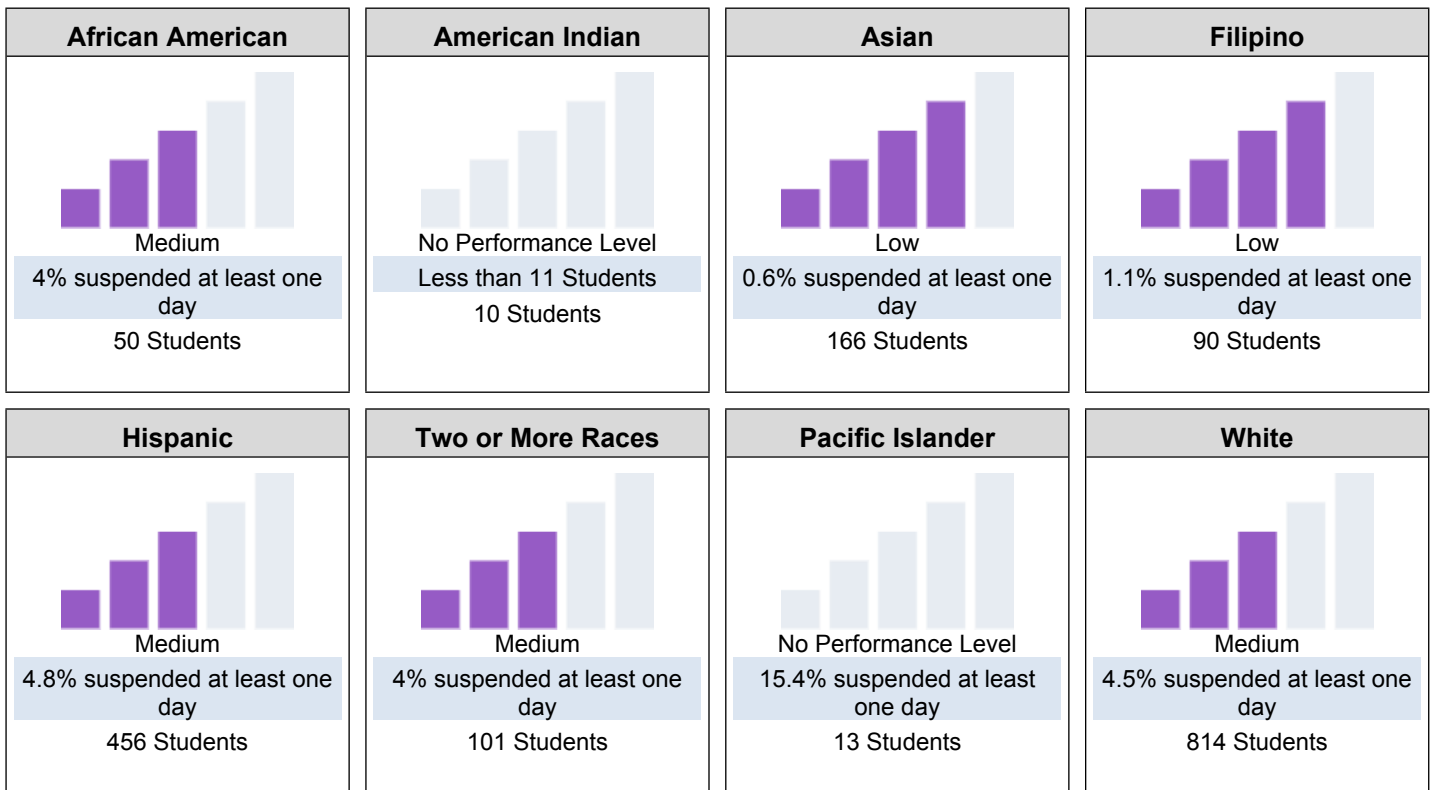 African American
Medium
4% suspended at least one
day
50 Students
American Indian
No Performance Level
Less than 11 Students
10 Students
Asian
Low
0.6% suspended at least one
day
166 Students
Filipino
Low
1.1% suspended at least one
day
90 Students
Hispanic
Medium
4.8% suspended at least one
day
456 Students
Two or More Races
Medium
4% suspended at least one
day
101 Students
Pacific Islander
No Performance Level
15.4% suspended at least
one day
13 Students
White
Medium
4.5% suspended at least one
day
814 Students